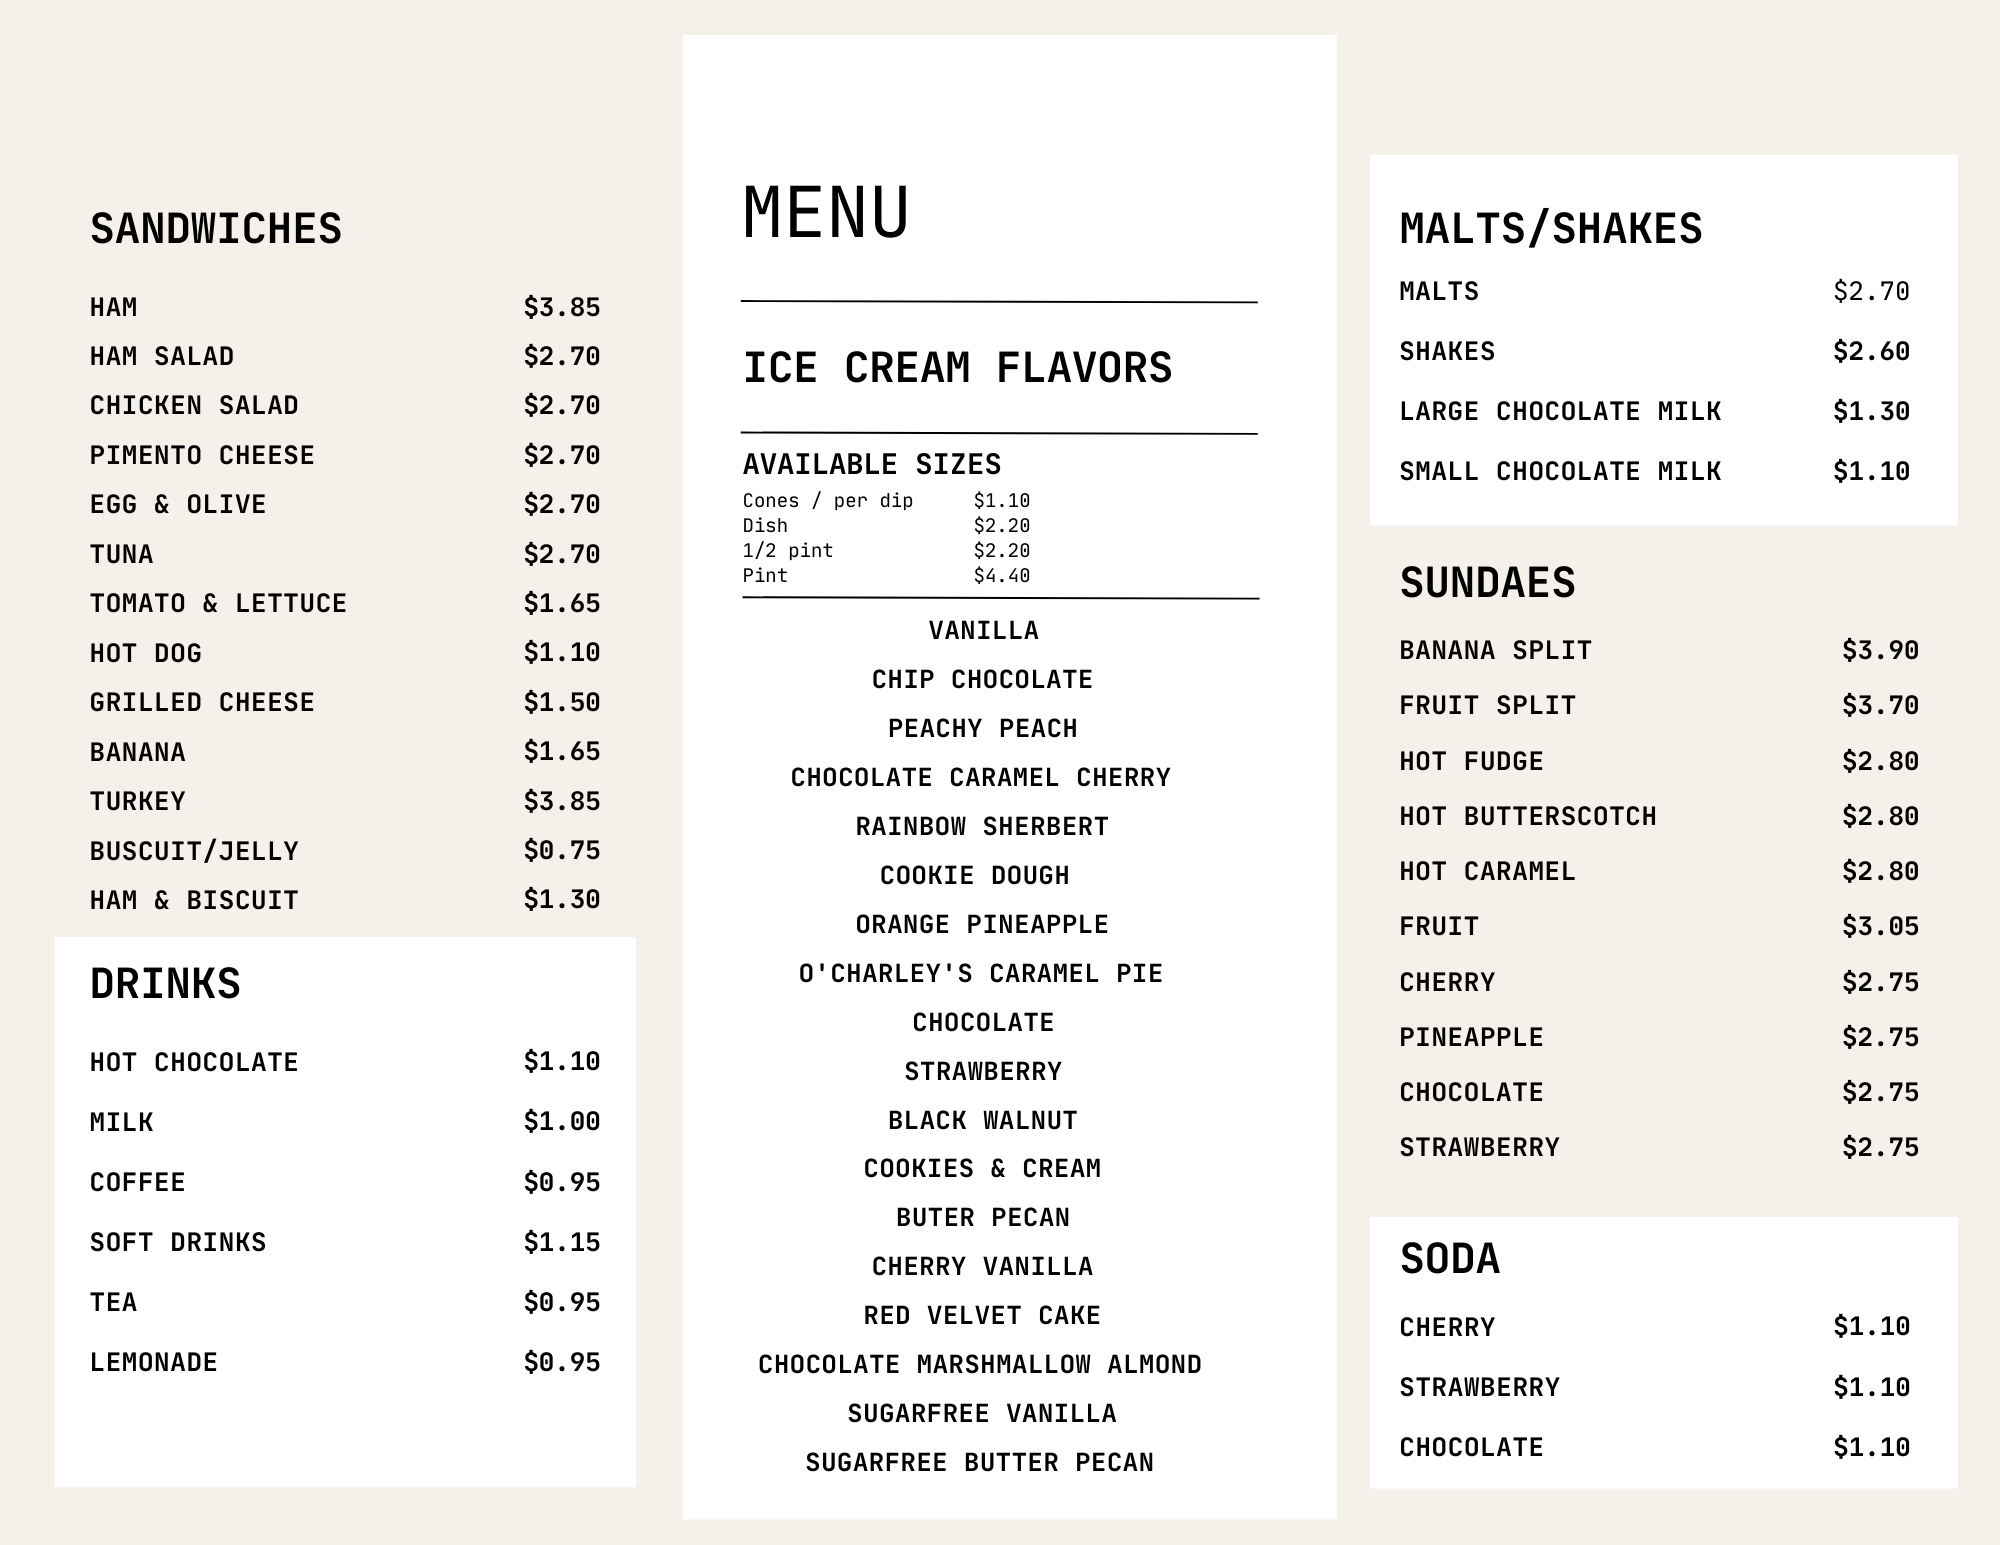 SANDWICHES
HAM $3.85
HAM SALAD $2.70
CHICKEN SALAD $2.70
PIMENTO CHEESE $2.70
EGG & OLIVE $2.70
TUNA $2.70
TOMATO & LETTUCE $1.65
HOT DOG $1.10
GRILLED CHEESE $1.50
BANANA $1.65
TURKEY $3.85
BUSCUIT/JELLY $0.75
HAM & BISCUIT $1.30
DRINKS
HOT CHOCOLATE $1.10
MILK $1.00
COFFEE $0.95
SOFT DRINKS $1.15
TEA $0.95
LEMONADE $0.95
MENU
ICE CREAM FLAVORS
AVAILABLE SIZES
Cones / per dip $1.10
Dish $2.20
1/2 pint $2.20
Pint $4.40
VANILLA
CHIP CHOCOLATE
PEACHY PEACH
CHOCOLATE CARAMEL CHERRY
RAINBOW SHERBERT
COOKIE DOUGH
ORANGE PINEAPPLE
O'CHARLEY'S CARAMEL PIE
CHOCOLATE
STRAWBERRY
BLACK WALNUT
COOKIES & CREAM
BUTER PECAN
CHERRY VANILLA
RED VELVET CAKE
CHOCOLATE MARSHMALLOW ALMOND
SUGARFREE VANILLA
SUGARFREE BUTTER PECAN
MALTS/SHAKES
MALTS $2.70
SHAKES $2.60
LARGE CHOCOLATE MILK $1.30
SMALL CHOCOLATE MILK $1.10
SUNDAES
BANANA SPLIT $3.90
FRUIT SPLIT $3.70
HOT FUDGE $2.80
HOT BUTTERSCOTCH $2.80
HOT CARAMEL $2.80
FRUIT $3.05
CHERRY $2.75
PINEAPPLE $2.75
CHOCOLATE $2.75
STRAWBERRY $2.75
SODA
CHERRY $1.10
STRAWBERRY $1.10
CHOCOLATE $1.10